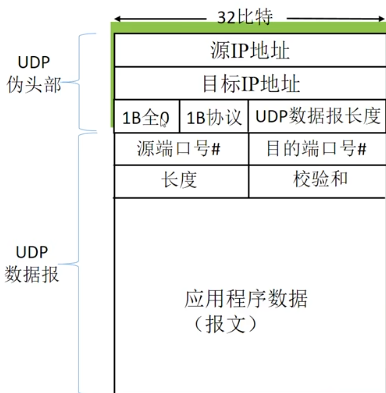 32比特
UDP
伪头部
源IP地址
目标IP地址
1B全0 1B协议 UDP数据报长度
源端口号# 目的端口号#
长度 校验和
UDP
数据报
应用程序数据
(报文)